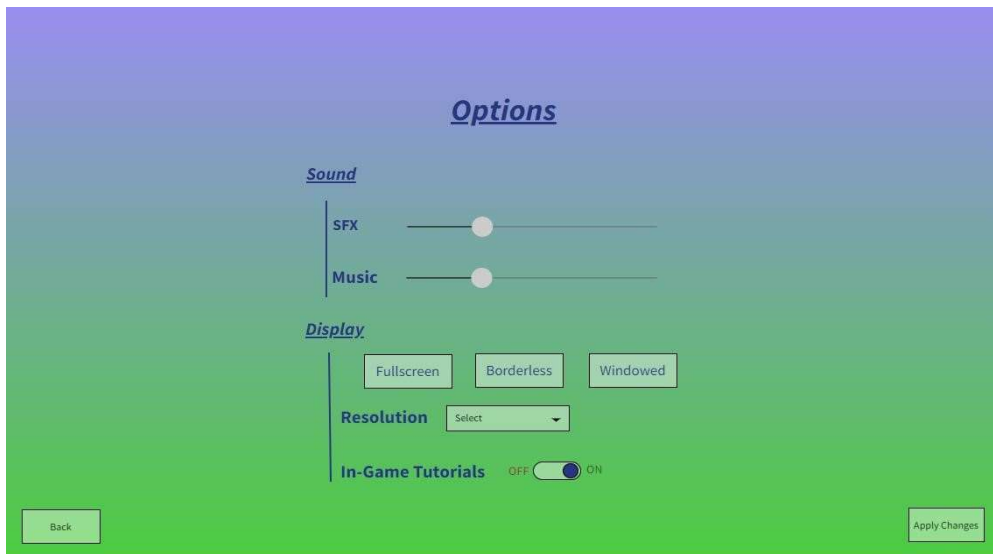 Options
Sound
SFX
Music
Display
Fullscreen Borderless Windowed
Resolution Select
In-Game Tutorials OFF ON
Back Apply Changes